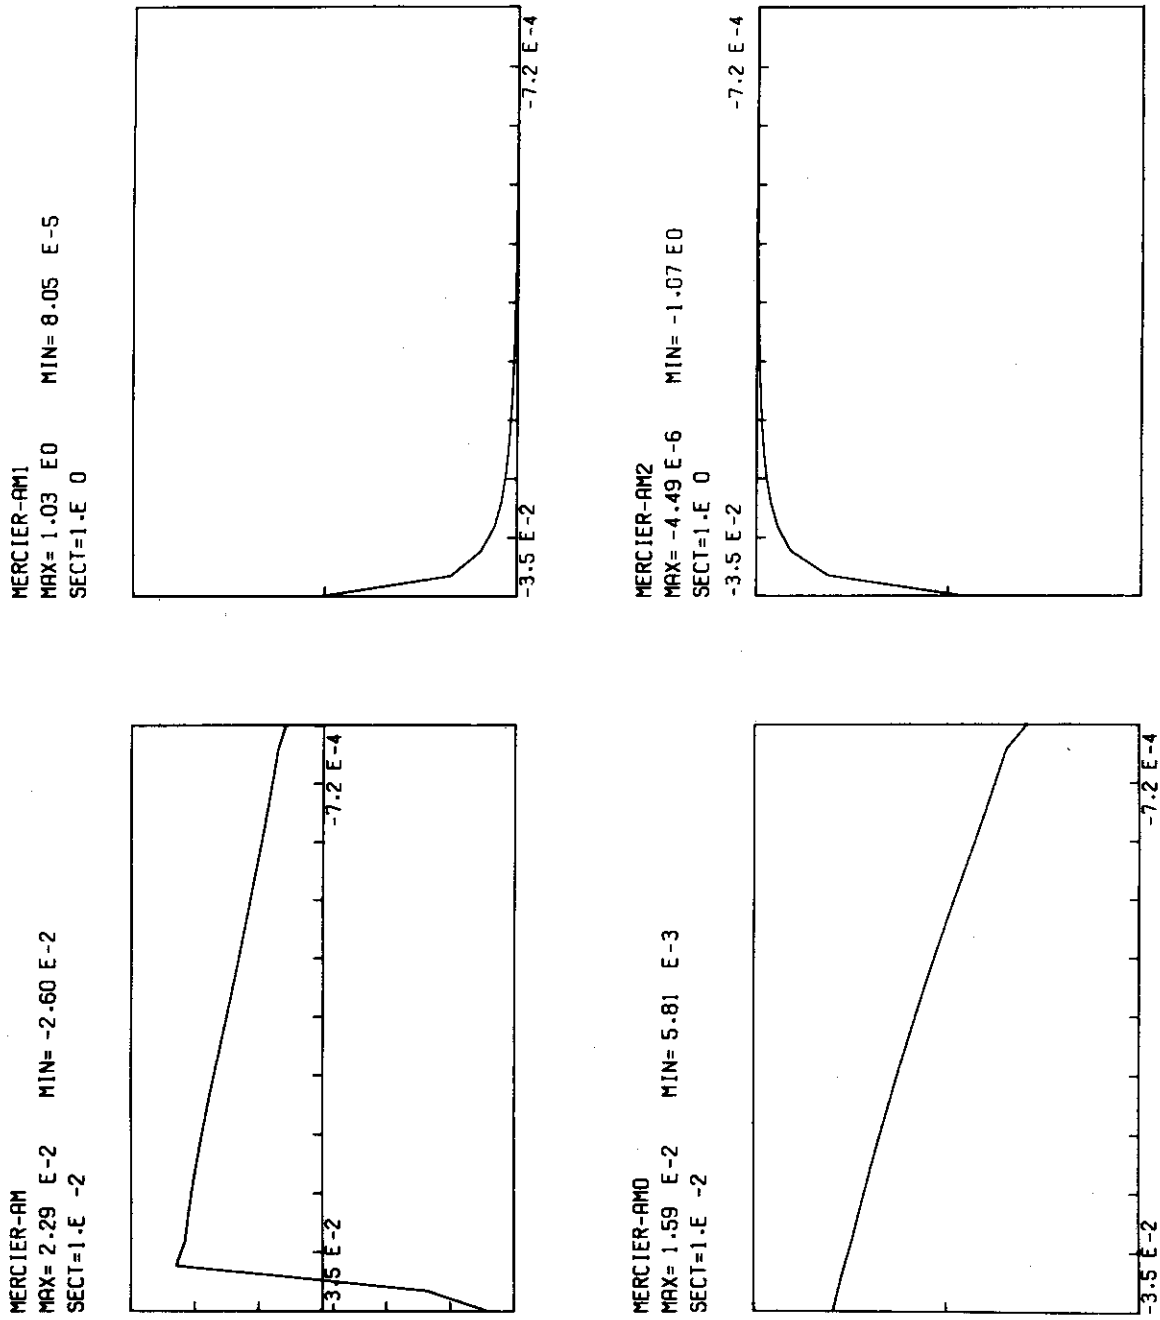 MERCIER-AM
MAX= 2.29 E-2 MIN= -2.60 E-2
SECT=1.E -2
-3.5 E-2
-7.2 E-4
MERCIER-AM1
MAX= 1.03 E0 MIN= 8.05 E-5
SECT=1.E 0
-3.5 E-2
-7.2 E-4
MERCIER-AM0
MAX= 1.59 E-2 MIN= 5.81 E-3
SECT=1.E -2
-3.5 E-2
-7.2 E-4
MERCIER-AM2
MAX= -4.49 E-6 MIN= -1.07 E0
SECT=1.E 0
-3.5 E-2
-7.2 E-4